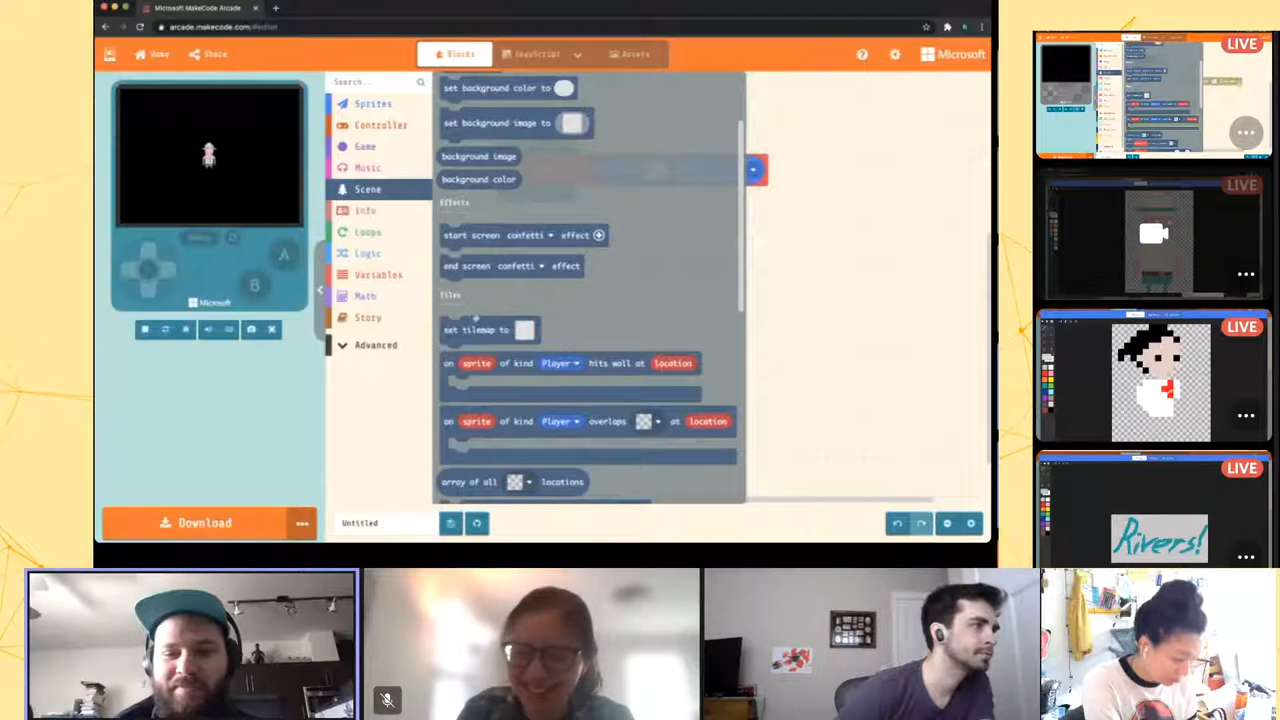 Microsoft MakeCode Arcade
arcade.makecode.com/#editor
Home
Share
Blocks
JavaScript
Assets
Microsoft
Search...
Sprites
Controller
Game
Music
Scene
Info
Loops
Logic
Variables
Math
Story
Advanced
set background color to
set background image to
background image
background color
Effects
start screen confetti effect
end screen confetti effect
Tiles
set tilemap to
on sprite of kind Player hits wall at location
on sprite of kind Player overlaps at location
array of all locations
A
B
Microsoft
Download
Untitled
LIVE
LIVE
LIVE
LIVE
Rivers!